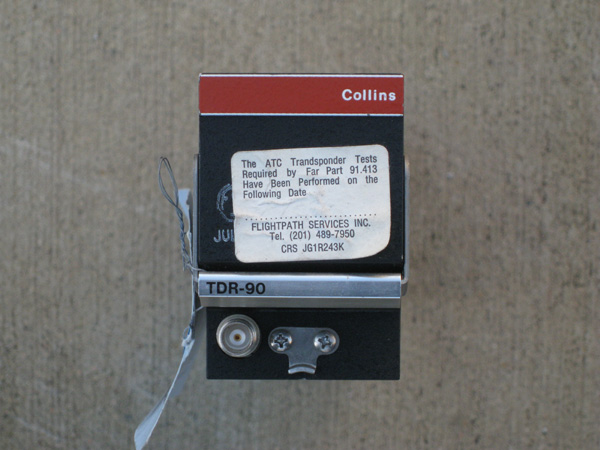 Collins
The ATC Trandsponder Tests
Required by Far Part 91.413
Have Been Performed on the
Following Date
FLIGHTPATH SERVICES INC.
Tel. (201) 489-7950
CRS JG1R243K
TDR-90